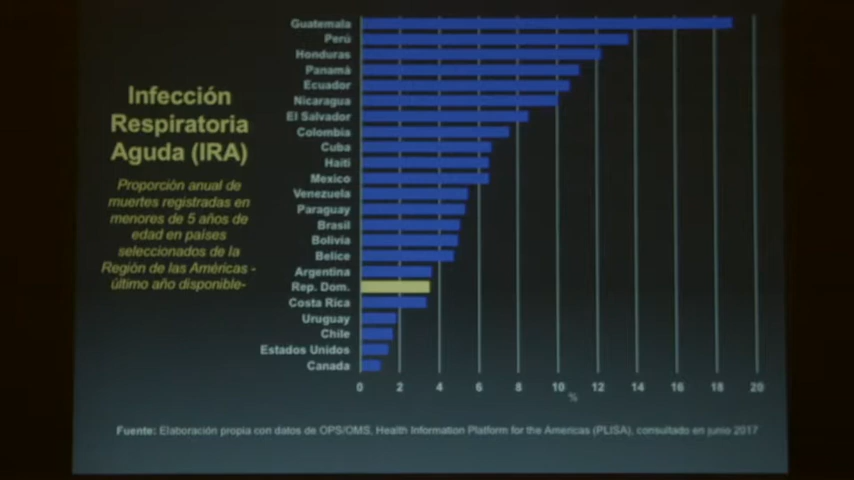 Infección
Respiratoria
Aguda (IRA)
Proporción anual de
muertes registradas en
menores de 5 años de
edad en países
seleccionados de la
Región de las Américas -
último año disponible-
Guatemala
Perú
Honduras
Panamá
Ecuador
Nicaragua
El Salvador
Colombia
Cuba
Haití
Mexico
Venezuela
Paraguay
Brasil
Bolivia
Belice
Argentina
Rep. Dom.
Costa Rica
Uruguay
Chile
Estados Unidos
Canada
0 2 4 6 8 10 12 14 16 18 20
%
Fuente: Elaboración propia con datos de OPS/OMS, Health Information Platform for the Americas (PLISA), consultado en junio 2017